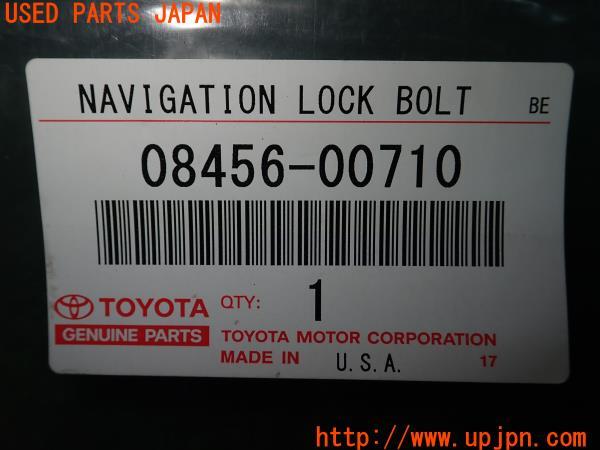 USED PARTS JAPAN
NAVIGATION LOCK BOLT BE
08456-00710
TOYOTA QTY: 1
GENUINE PARTS TOYOTA MOTOR CORPORATION
MADE IN U.S.A. 17
http://www.upjpn.com